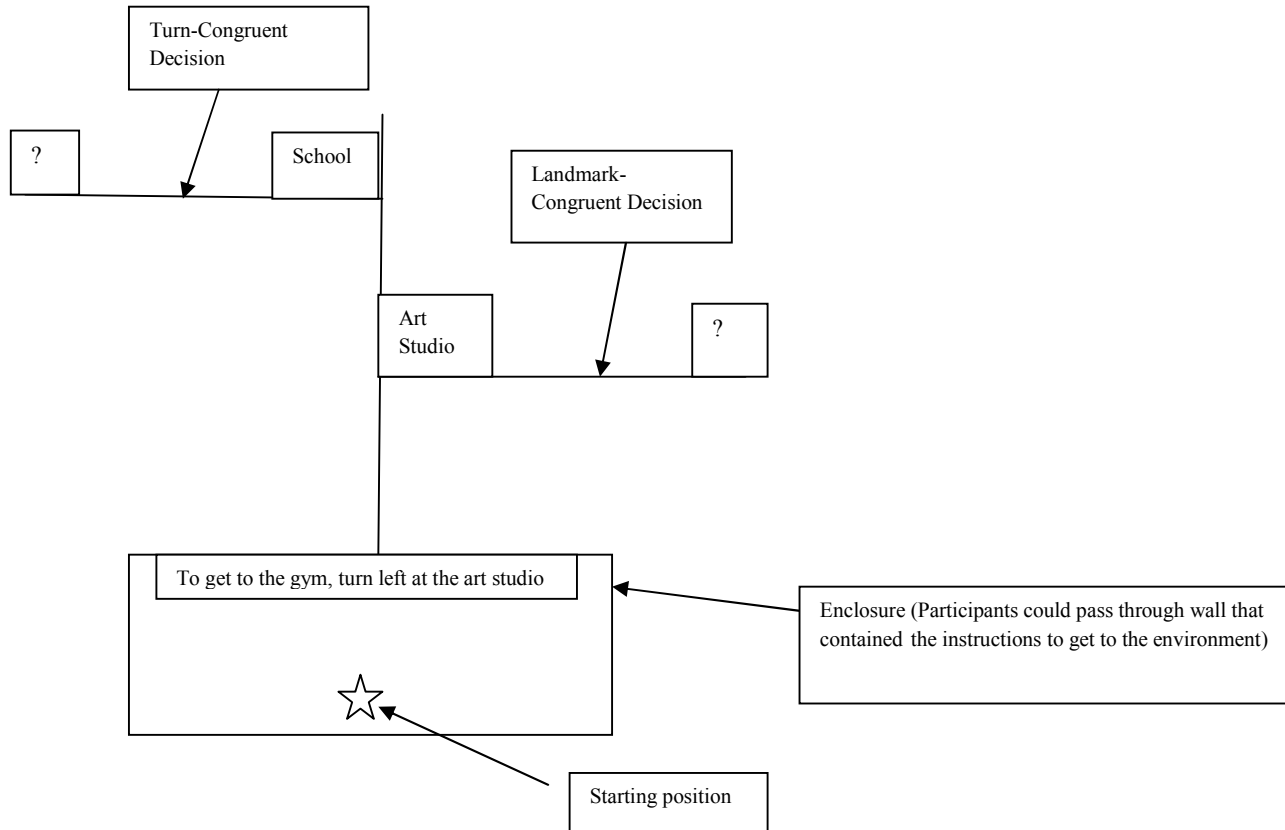 Turn-Congruent
Decision
?
School
Landmark-
Congruent Decision
Art
Studio
?
To get to the gym, turn left at the art studio
Enclosure (Participants could pass through wall that
contained the instructions to get to the environment)
Starting position